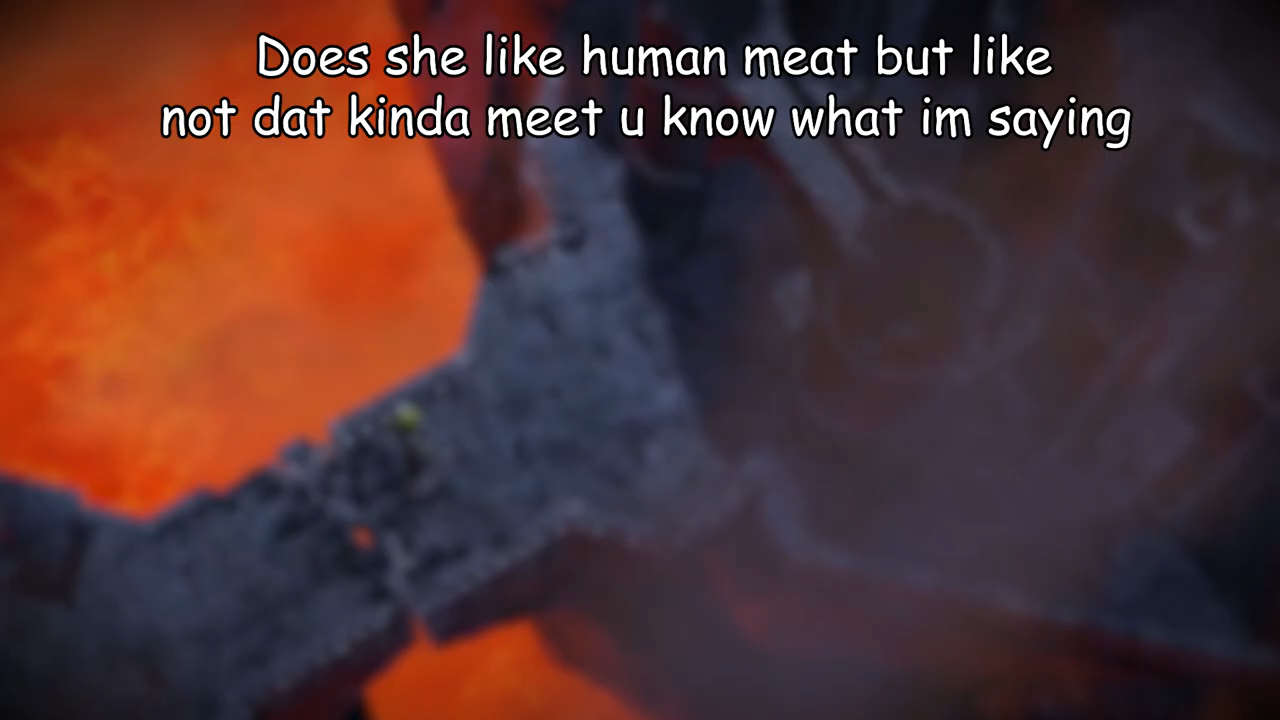 Does she like human meat but like
not dat kinda meet u know what im saying